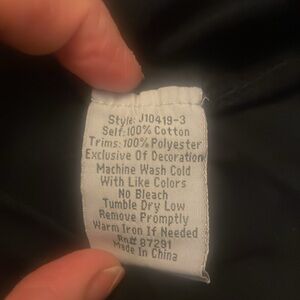 Style: J10419-3
Self: 100% Cotton
Trims: 100% Polyester
Exclusive Of Decoration
Machine Wash Cold
With Like Colors
No Bleach
Tumble Dry Low
Remove Promptly
Warm Iron If Needed
Rn# 87291
Made In China